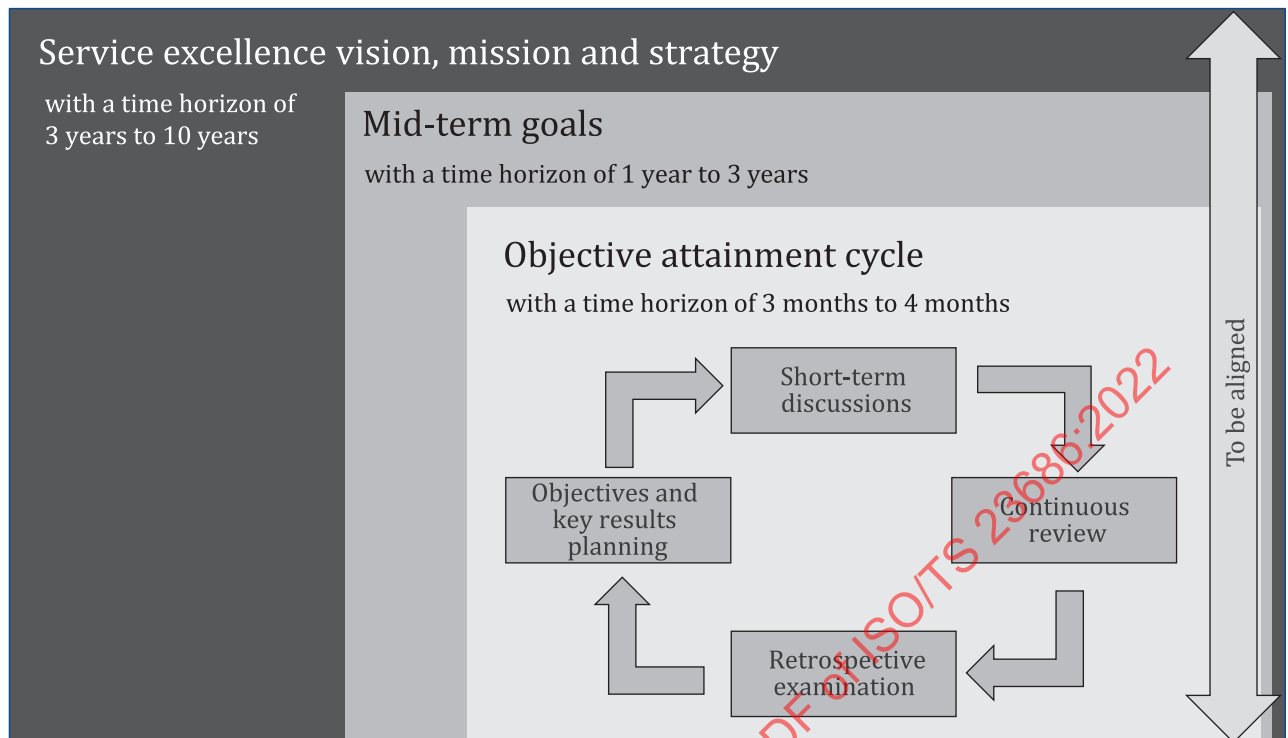 Service excellence vision, mission and strategy
with a time horizon of
3 years to 10 years
Mid-term goals
with a time horizon of 1 year to 3 years
Objective attainment cycle
with a time horizon of 3 months to 4 months
Short-term
discussions
Objectives and
key results
planning
Continuous
review
Retrospective
examination
To be aligned
DF of ISO/TS 23686:2022